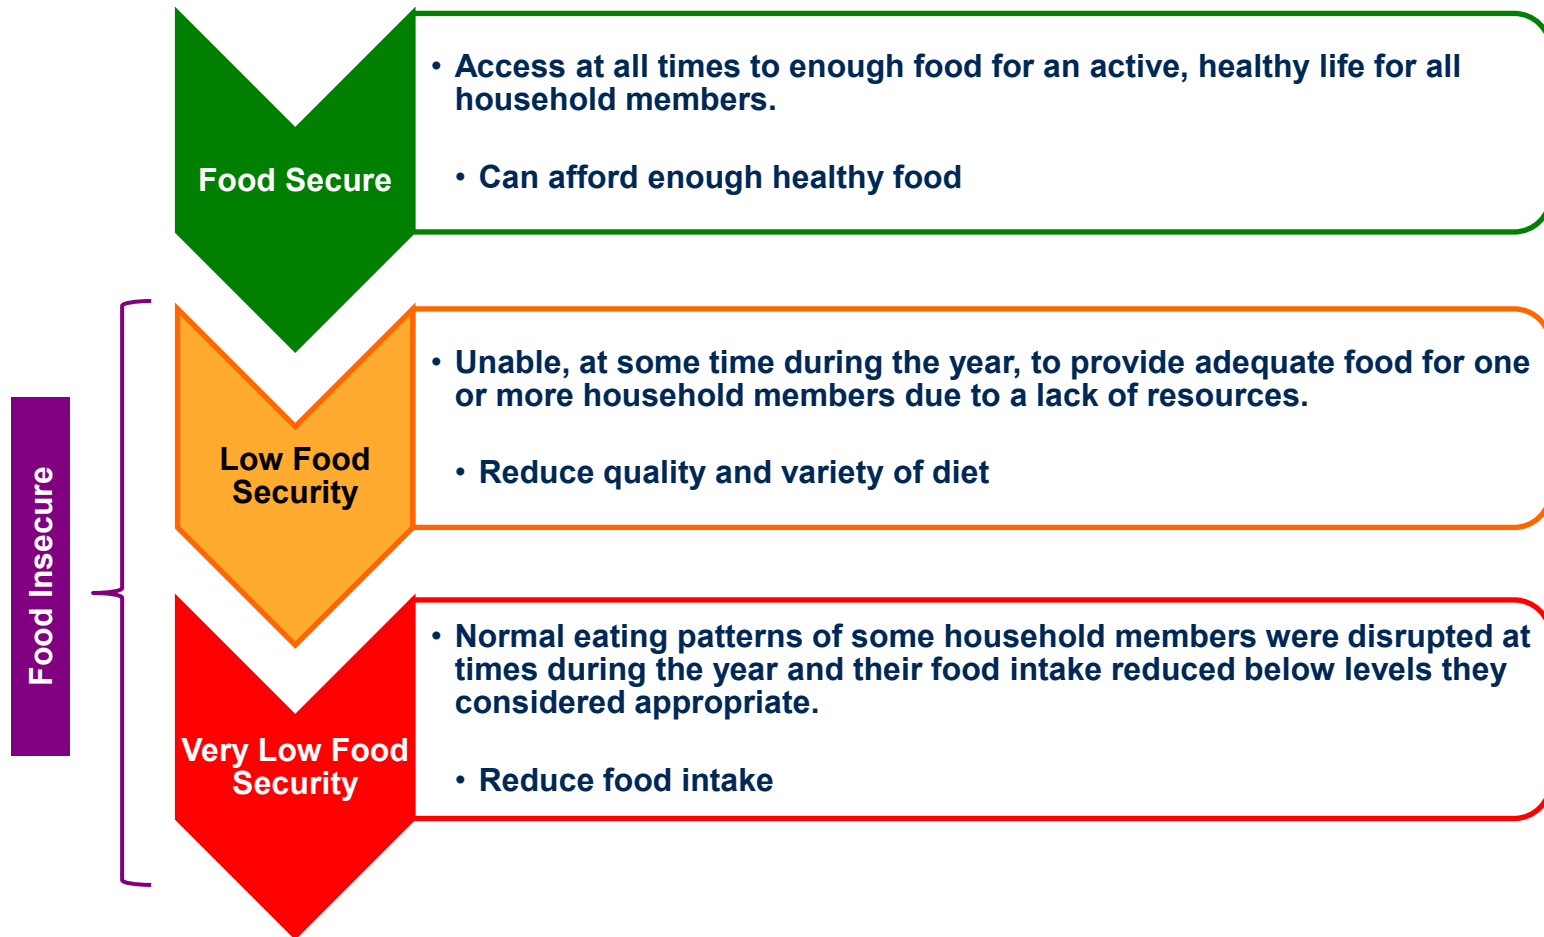 Food Secure
• Access at all times to enough food for an active, healthy life for all
household members.
• Can afford enough healthy food
Food Insecure
Low Food
Security
• Unable, at some time during the year, to provide adequate food for one
or more household members due to a lack of resources.
• Reduce quality and variety of diet
Very Low Food
Security
• Normal eating patterns of some household members were disrupted at
times during the year and their food intake reduced below levels they
considered appropriate.
• Reduce food intake